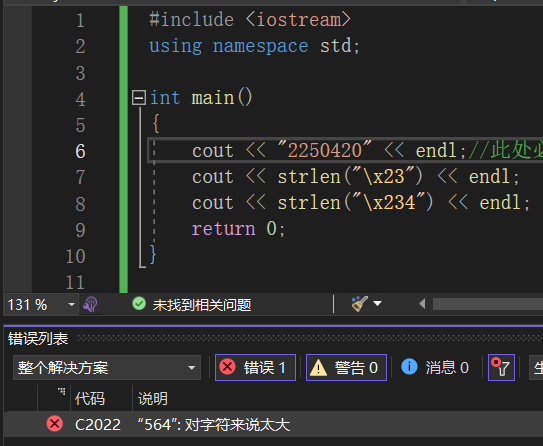 1 #include <iostream>
2 using namespace std;
3
4 int main()
5 {
6 cout << "2250420" << endl;//此处必
7 cout << strlen("\x23") << endl;
8 cout << strlen("\x234") << endl;
9 return 0;
10 }
11
131 % 未找到相关问题
错误列表
整个解决方案 错误 1 警告 0 消息 0
代码 说明
C2022 “564”: 对字符来说太大